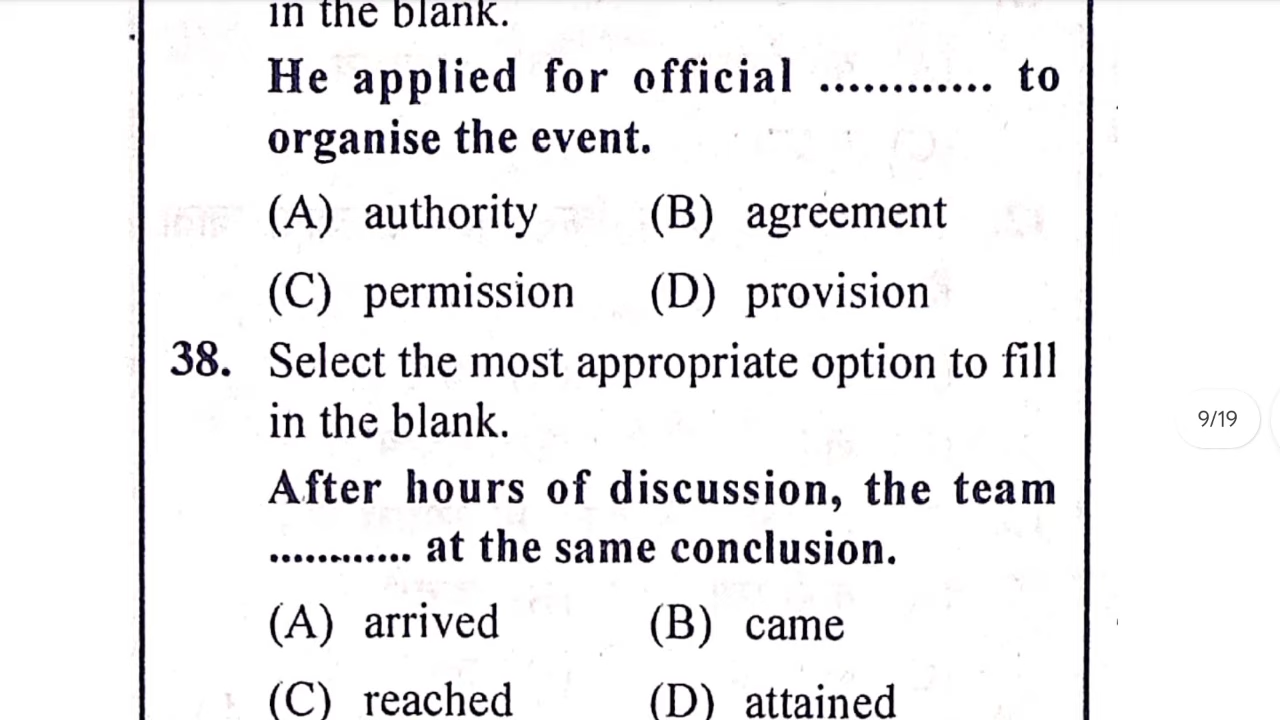 in the blank.
He applied for official ............ to
organise the event.
(A) authority (B) agreement
(C) permission (D) provision
38. Select the most appropriate option to fill
in the blank.
After hours of discussion, the team
............ at the same conclusion.
(A) arrived (B) came
(C) reached (D) attained
9/19